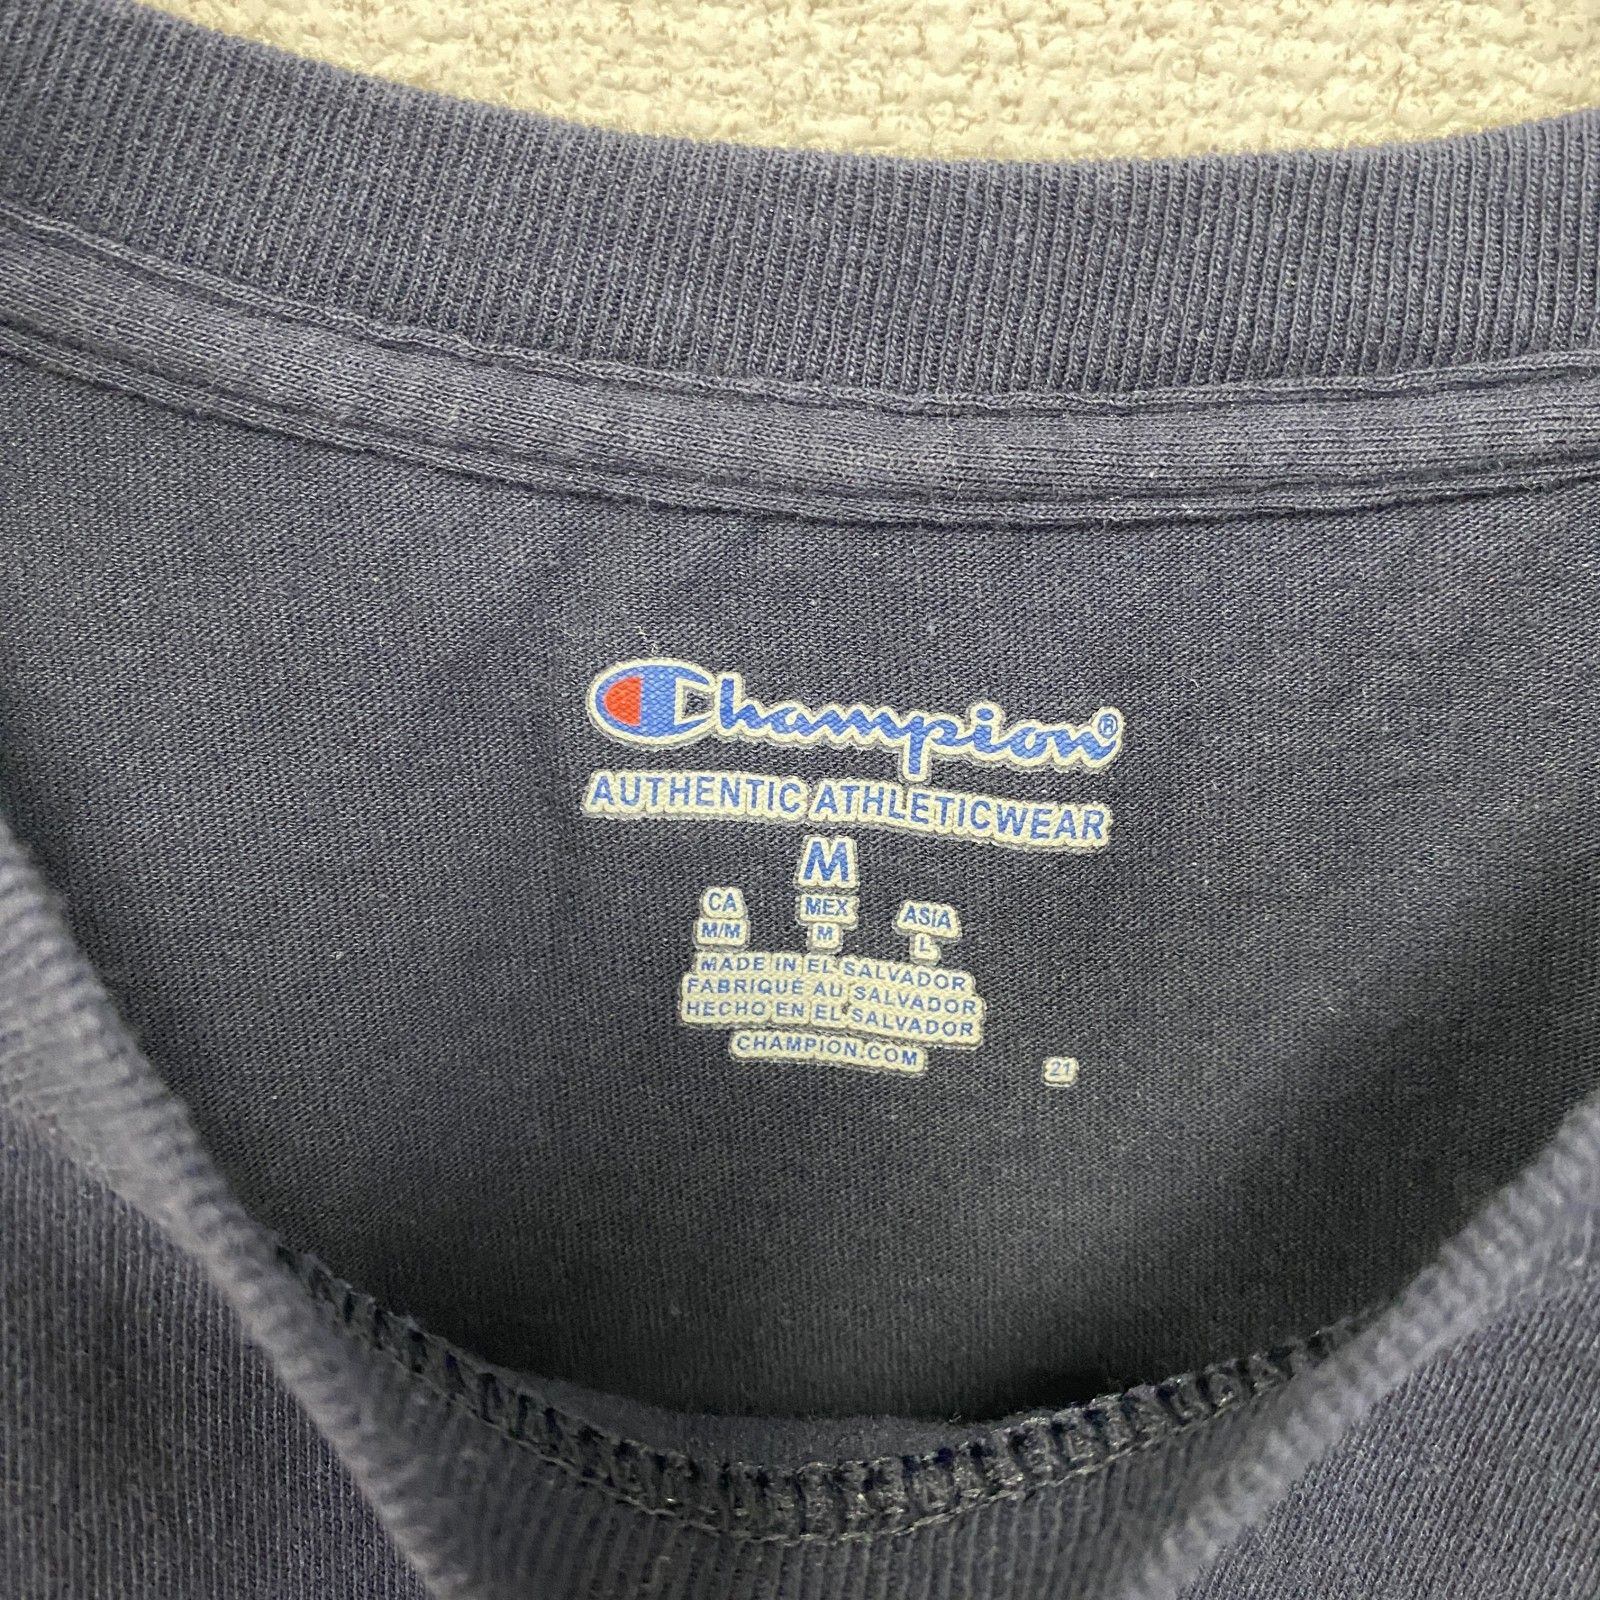 Champion®
AUTHENTIC ATHLETICWEAR
M
CA MEX ASIA
M/M M L
MADE IN EL SALVADOR
FABRIQUÉ AU SALVADOR
HECHO EN EL SALVADOR
CHAMPION.COM
21